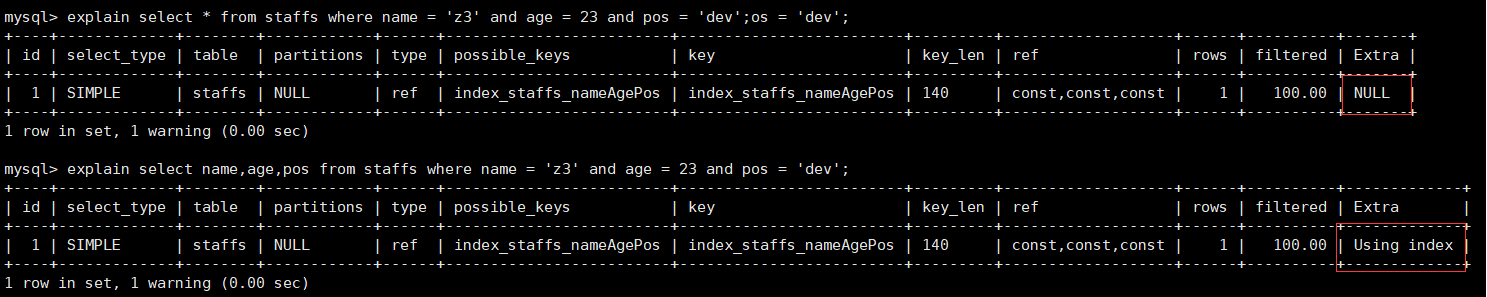 mysql> explain select * from staffs where name = 'z3' and age = 23 and pos = 'dev';os = 'dev';
+----+-------------+--------+------------+------+-------------------------+-------------------------+---------+-------------------+------+----------+-------+
| id | select_type | table  | partitions | type | possible_keys           | key                     | key_len | ref               | rows | filtered | Extra |
+----+-------------+--------+------------+------+-------------------------+-------------------------+---------+-------------------+------+----------+-------+
|  1 | SIMPLE      | staffs | NULL       | ref  | index_staffs_nameAgePos | index_staffs_nameAgePos | 140     | const,const,const |    1 |   100.00 | NULL  |
+----+-------------+--------+------------+------+-------------------------+-------------------------+---------+-------------------+------+----------+-------+
1 row in set, 1 warning (0.00 sec)
mysql> explain select name,age,pos from staffs where name = 'z3' and age = 23 and pos = 'dev';
+----+-------------+--------+------------+------+-------------------------+-------------------------+---------+-------------------+------+----------+-------------+
| id | select_type | table  | partitions | type | possible_keys           | key                     | key_len | ref               | rows | filtered | Extra       |
+----+-------------+--------+------------+------+-------------------------+-------------------------+---------+-------------------+------+----------+-------------+
|  1 | SIMPLE      | staffs | NULL       | ref  | index_staffs_nameAgePos | index_staffs_nameAgePos | 140     | const,const,const |    1 |   100.00 | Using index |
+----+-------------+--------+------------+------+-------------------------+-------------------------+---------+-------------------+------+----------+-------------+
1 row in set, 1 warning (0.00 sec)